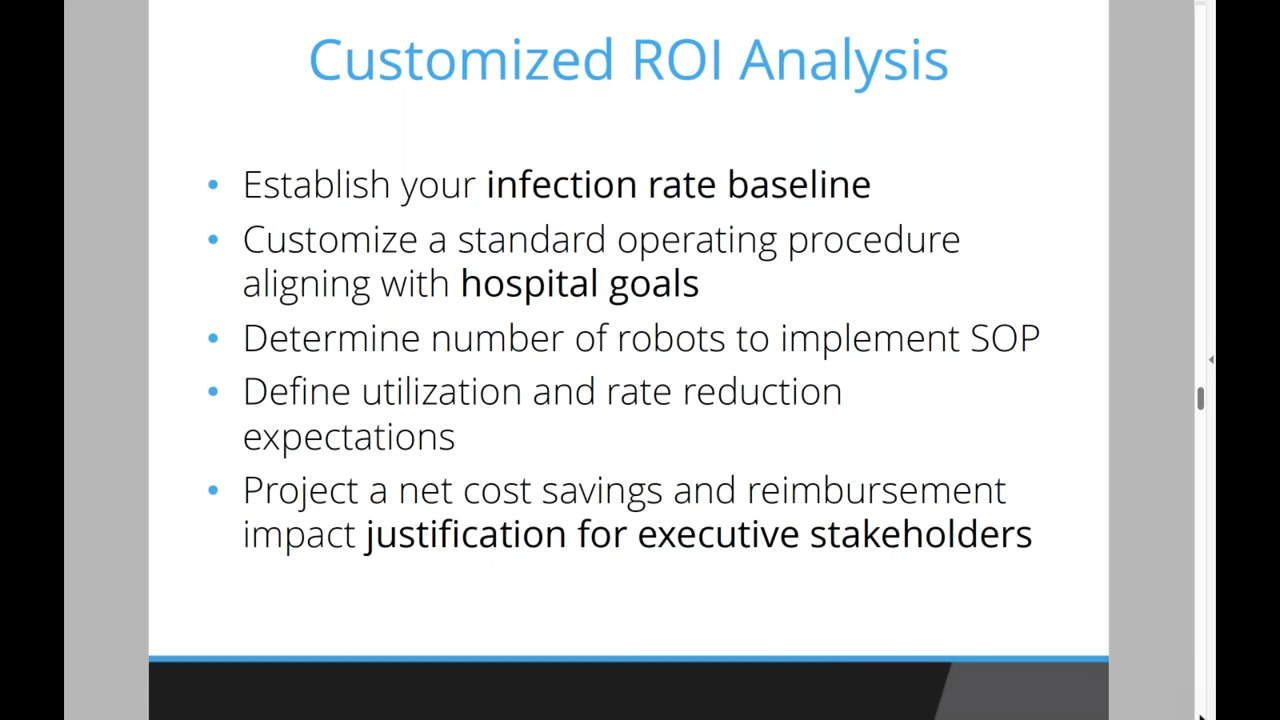 Customized ROI Analysis
• Establish your infection rate baseline
• Customize a standard operating procedure
aligning with hospital goals
• Determine number of robots to implement SOP
• Define utilization and rate reduction
expectations
• Project a net cost savings and reimbursement
impact justification for executive stakeholders